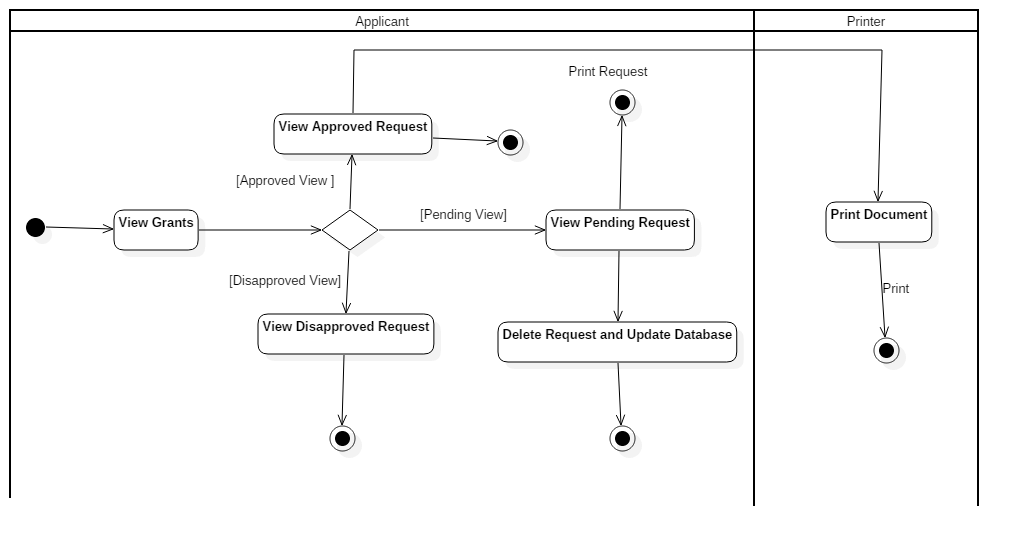 Applicant
Printer
Print Request
View Approved Request
[Approved View ]
View Grants
[Pending View]
View Pending Request
Print Document
[Disapproved View]
Print
View Disapproved Request
Delete Request and Update Database